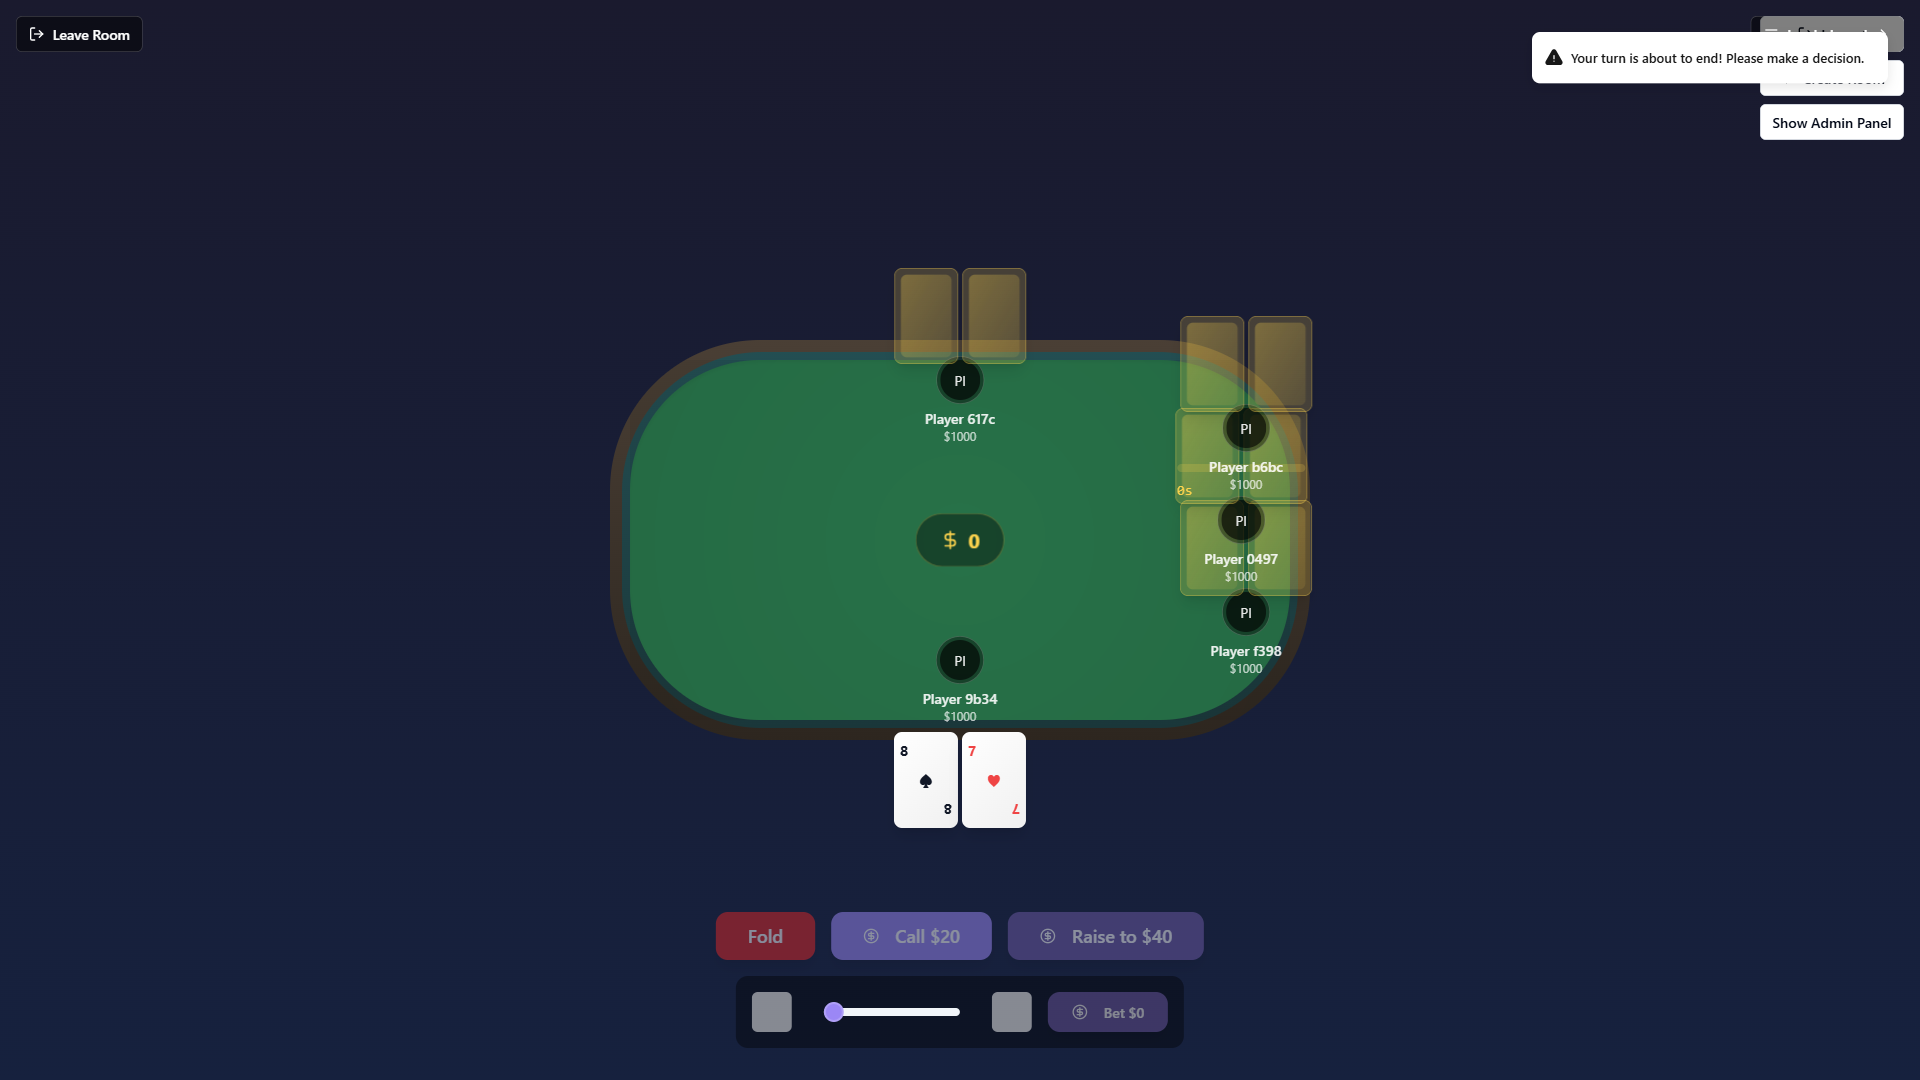 Leave Room
Your turn is about to end! Please make a decision.
Show Admin Panel
PI
Player 617c
$1000
PI
Player b6bc
$1000
0s
PI
Player 0497
$1000
PI
Player f398
$1000
$ 0
PI
Player 9b34
$1000
8
7
8
7
Fold
Call $20
Raise to $40
Bet $0